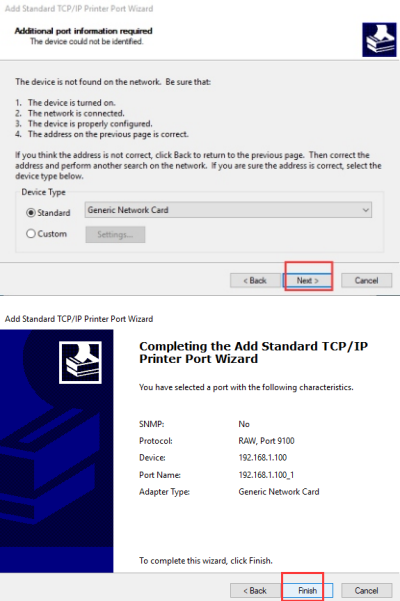 Add Standard TCP/IP Printer Port Wizard
Additional port information required
The device could not be identified.
The device is not found on the network. Be sure that:
1. The device is turned on.
2. The network is connected.
3. The device is properly configured.
4. The address on the previous page is correct.
If you think the address is not correct, click Back to return to the previous page. Then correct the
address and perform another search on the network. If you are sure the address is correct, select the
device type below.
Device Type
Standard Generic Network Card
Custom Settings...
< Back Next > Cancel
Add Standard TCP/IP Printer Port Wizard
Completing the Add Standard TCP/IP
Printer Port Wizard
You have selected a port with the following characteristics.
SNMP: No
Protocol: RAW, Port 9100
Device: 192.168.1.100
Port Name: 192.168.1.100_1
Adapter Type: Generic Network Card
To complete this wizard, click Finish.
< Back Finish Cancel